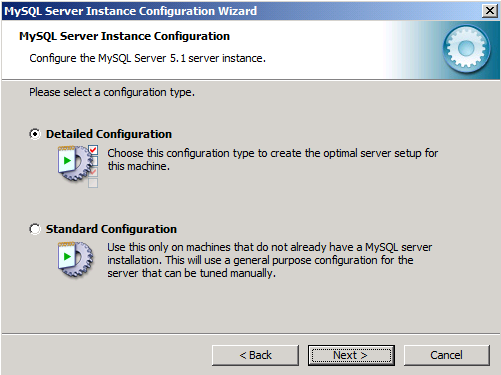 MySQL Server Instance Configuration Wizard
MySQL Server Instance Configuration
Configure the MySQL Server 5.1 server instance.
Please select a configuration type.
Detailed Configuration
Choose this configuration type to create the optimal server setup for
this machine.
Standard Configuration
Use this only on machines that do not already have a MySQL server
installation. This will use a general purpose configuration for the
server that can be tuned manually.
< Back
Next >
Cancel